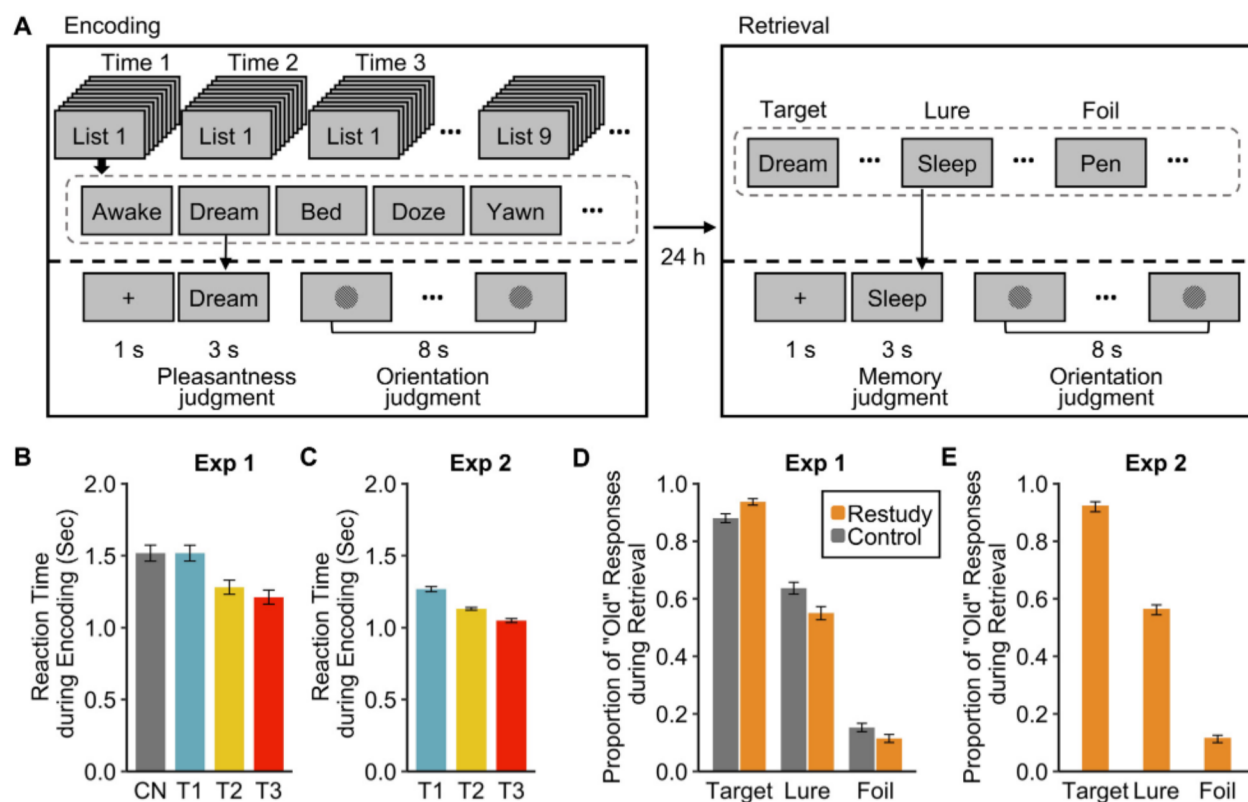 A Encoding Retrieval
Time 1 Time 2 Time 3
List 1 List 1 List 1 ••• List 9 •••
Awake Dream Bed Doze Yawn •••
+ Dream •••
1 s 3 s 8 s
Pleasantness judgment
Orientation judgment
24 h
Target Lure Foil
Dream ••• Sleep ••• Pen •••
+ Sleep •••
1 s 3 s 8 s
Memory judgment
Orientation judgment
B Exp 1
Reaction Time
during Encoding (Sec)
2.0
1.5
1.0
0.5
0.0
CN T1 T2 T3
C Exp 2
Reaction Time
during Encoding (Sec)
2.0
1.5
1.0
0.5
0.0
T1 T2 T3
D Exp 1
Proportion of "Old" Responses
during Retrieval
1.0
0.8
0.6
0.4
0.2
0.0
Restudy
Control
Target Lure Foil
E Exp 2
Proportion of "Old" Responses
during Retrieval
1.0
0.8
0.6
0.4
0.2
0.0
Target Lure Foil